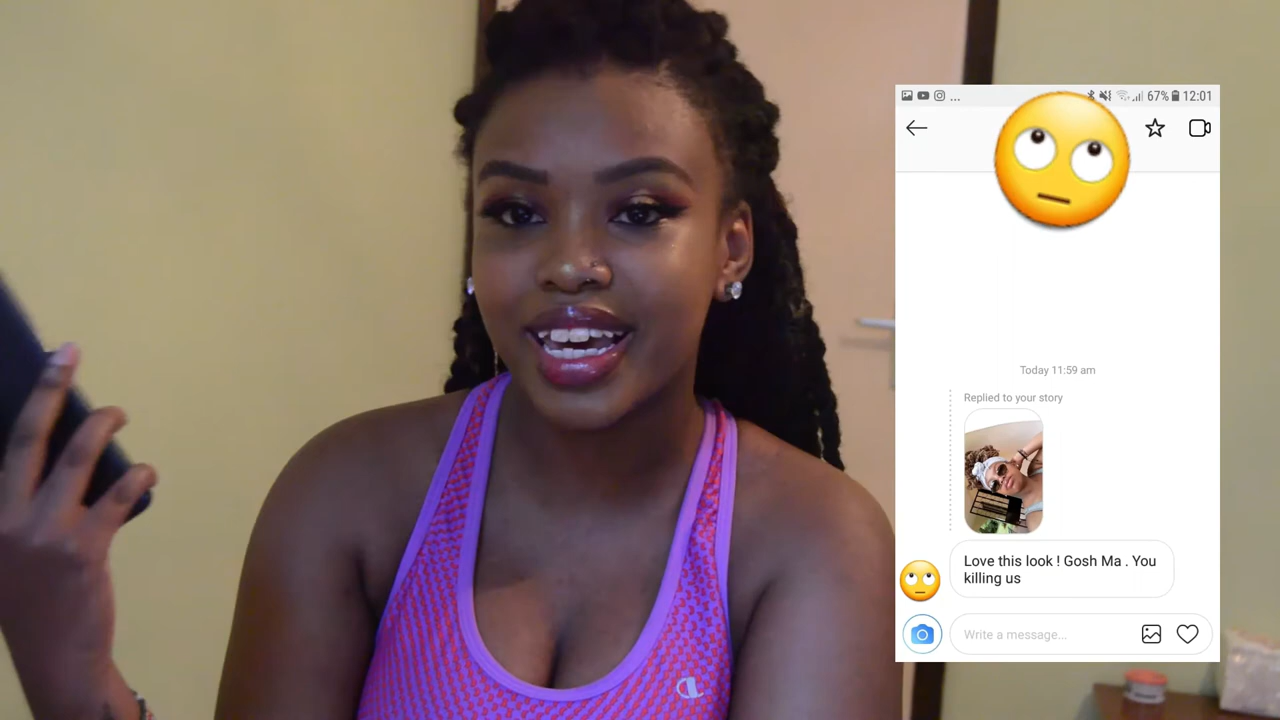 ... 67% 12:01
Today 11:59 am
Replied to your story
Love this look ! Gosh Ma . You
killing us
Write a message...